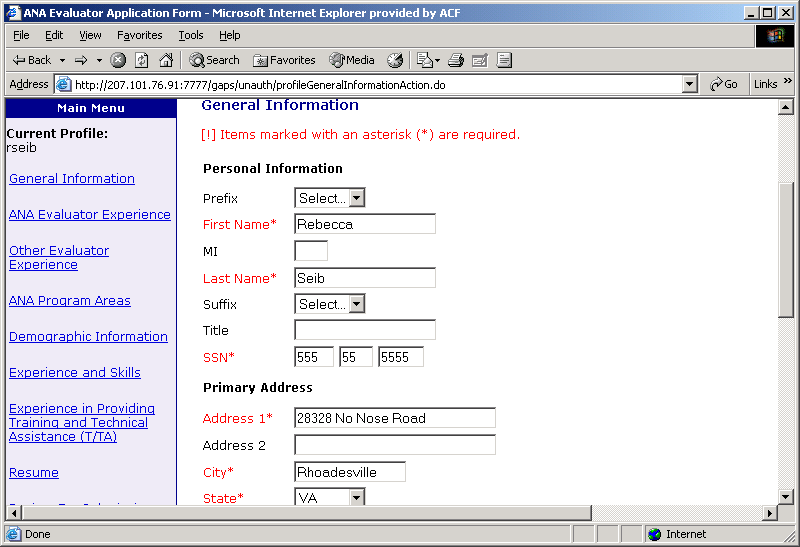 ANA Evaluator Application Form - Microsoft Internet Explorer provided by ACF
File Edit View Favorites Tools Help
Back Search Favorites Media
Address http://207.101.76.91:7777/gaps/unauth/profileGeneralInformationAction.do Go Links »
Main Menu
Current Profile:
rseib
General Information
ANA Evaluator Experience
Other Evaluator
Experience
ANA Program Areas
Demographic Information
Experience and Skills
Experience in Providing
Training and Technical
Assistance (T/TA)
Resume
General Information
[!] Items marked with an asterisk (*) are required.
Personal Information
Prefix Select...
First Name* Rebecca
MI
Last Name* Seib
Suffix Select...
Title
SSN* 555 55 5555
Primary Address
Address 1* 28328 No Nose Road
Address 2
City* Rhoadesville
State* VA
Done Internet